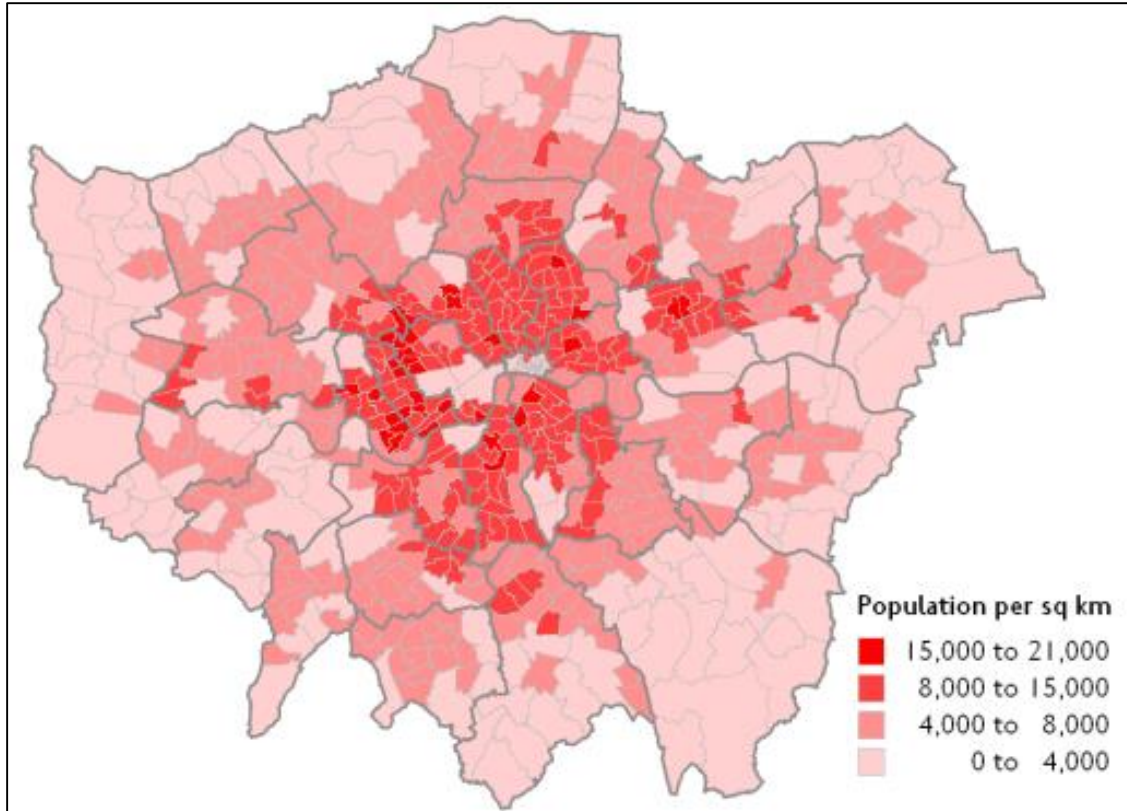 Population per sq km
15,000 to 21,000
8,000 to 15,000
4,000 to 8,000
0 to 4,000